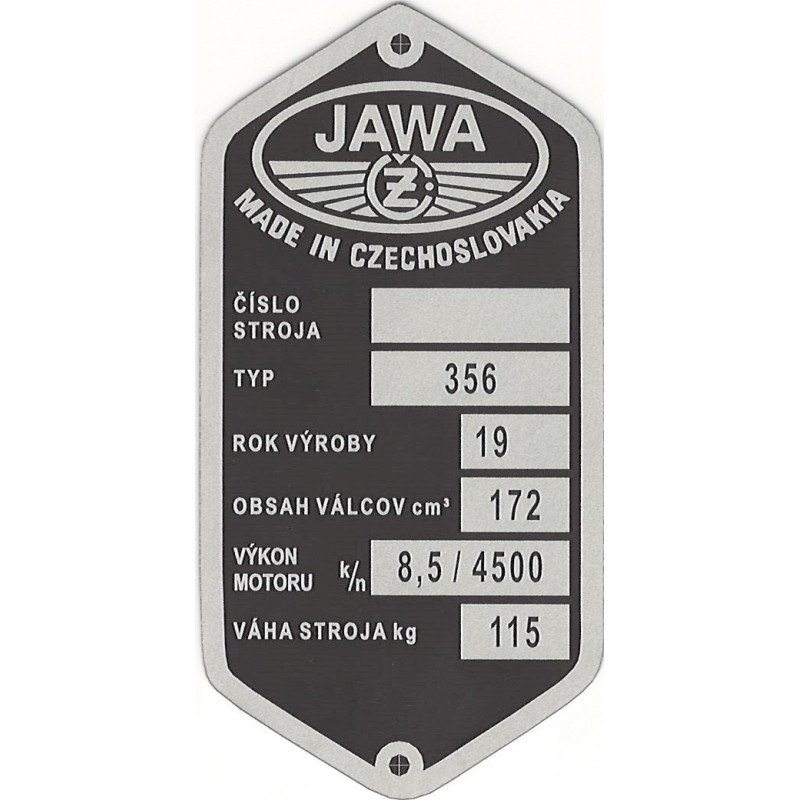 JAWA
ČZ
MADE IN CZECHOSLOVAKIA
ČÍSLO
STROJA
TYP 356
ROK VÝROBY 19
OBSAH VÁLCOV cm³ 172
VÝKON
MOTORU k/n 8,5 / 4500
VÁHA STROJA kg 115